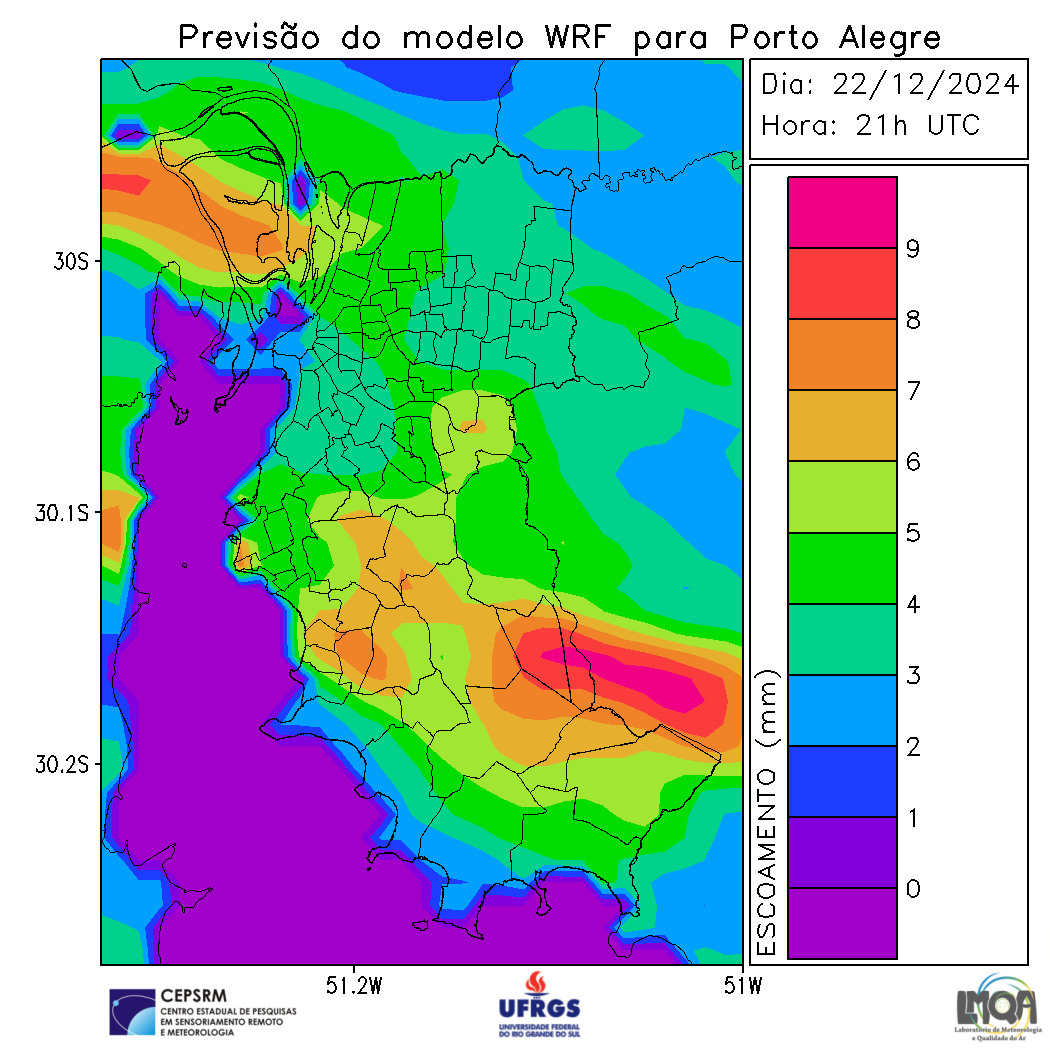 Previsão do modelo WRF para Porto Alegre
Dia: 22/12/2024
Hora: 21h UTC
30S
30.1S
30.2S
51.2W
51W
9
8
7
6
5
4
3
2
1
0
ESCOAMENTO (mm)
CEPSRM
CENTRO ESTADUAL DE PESQUISAS
EM SENSORIAMENTO REMOTO
E METEOROLOGIA
UFRGS
UNIVERSIDADE FEDERAL
DO RIO GRANDE DO SUL
LMQA
Laboratório de Meteorologia
e Qualidade do Ar